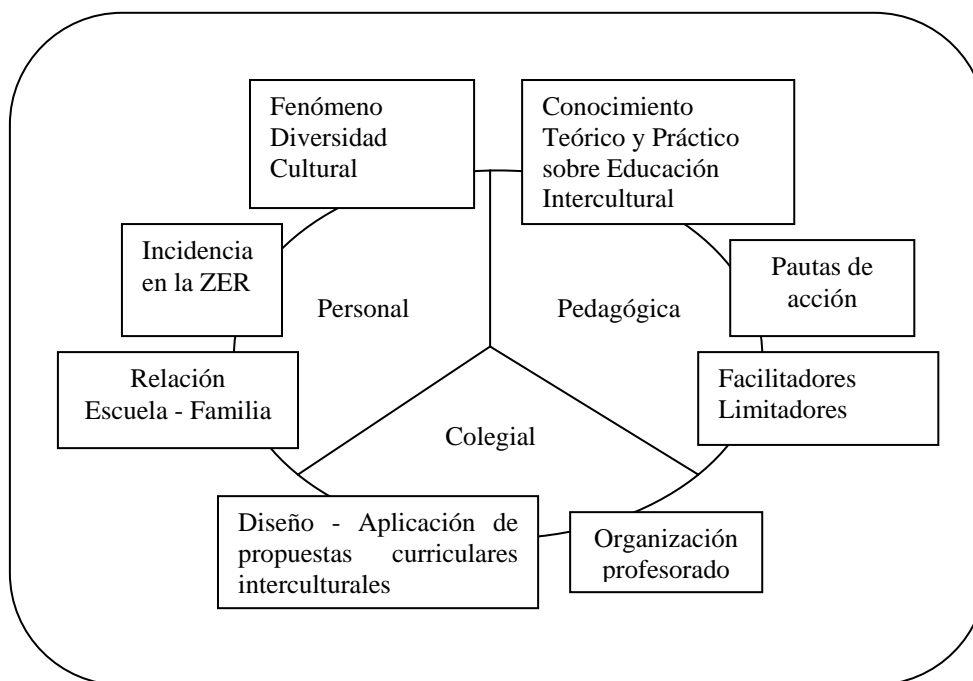 Fenómeno
Diversidad
Cultural
Conocimiento
Teórico y Práctico
sobre Educación
Intercultural
Incidencia
en la ZER
Pautas de
acción
Personal
Pedagógica
Relación
Escuela - Familia
Facilitadores
Limitadores
Colegial
Diseño - Aplicación de
propuestas curriculares
interculturales
Organización
profesorado